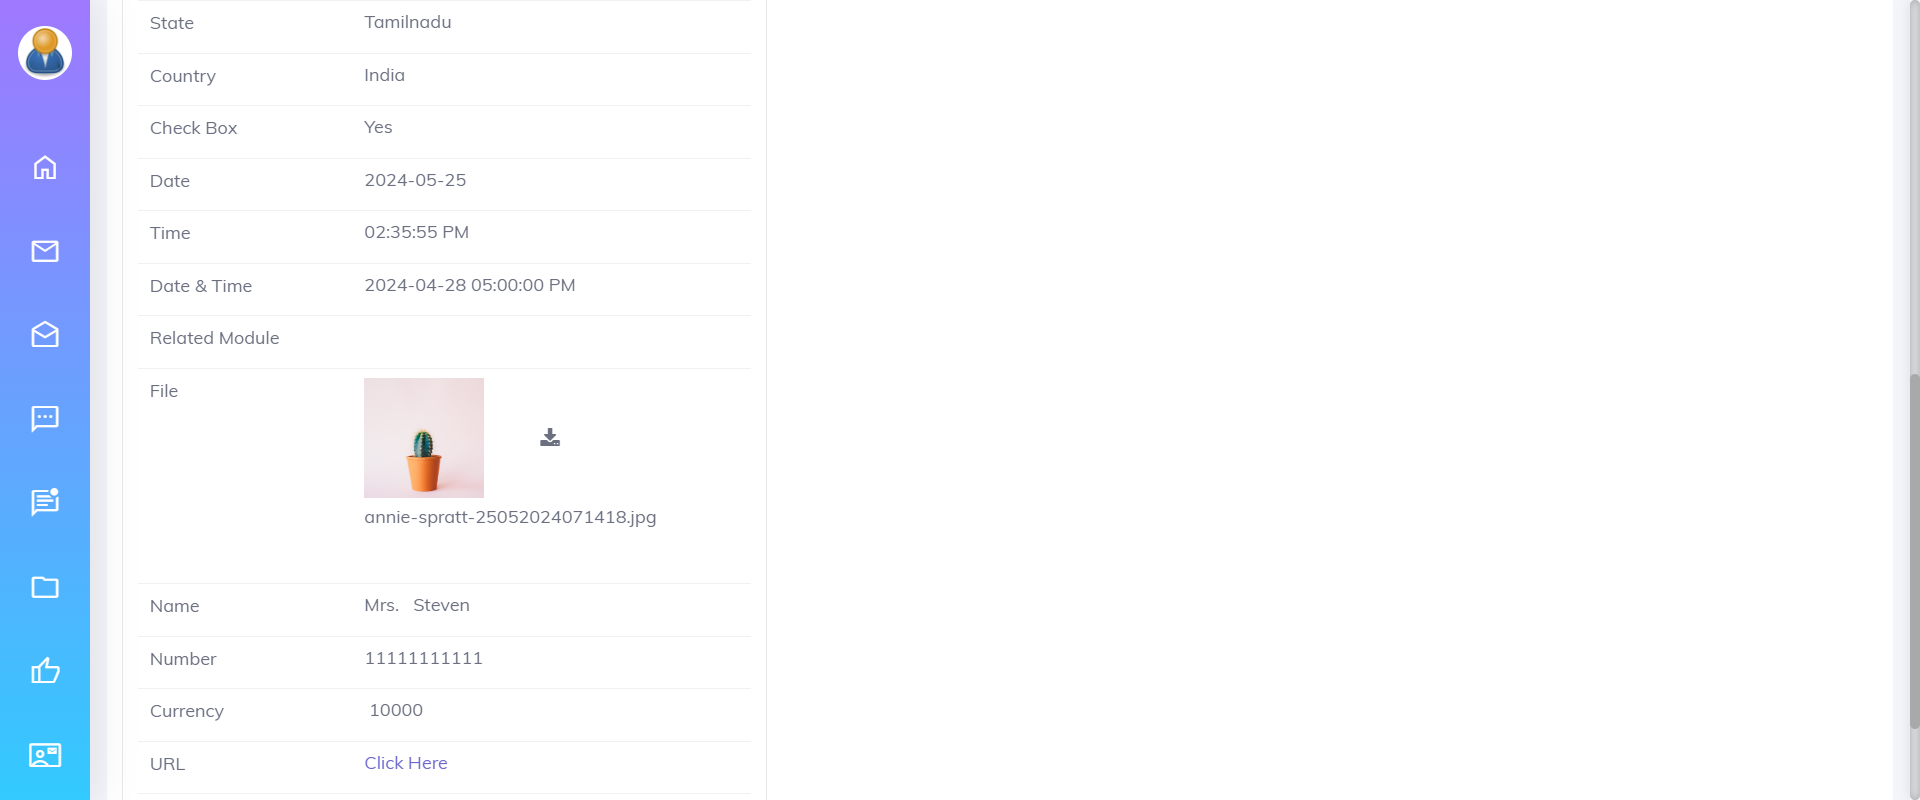 State Tamilnadu
Country India
Check Box Yes
Date 2024-05-25
Time 02:35:55 PM
Date & Time 2024-04-28 05:00:00 PM
Related Module
File
annie-spratt-25052024071418.jpg
Name Mrs. Steven
Number 11111111111
Currency 10000
URL Click Here